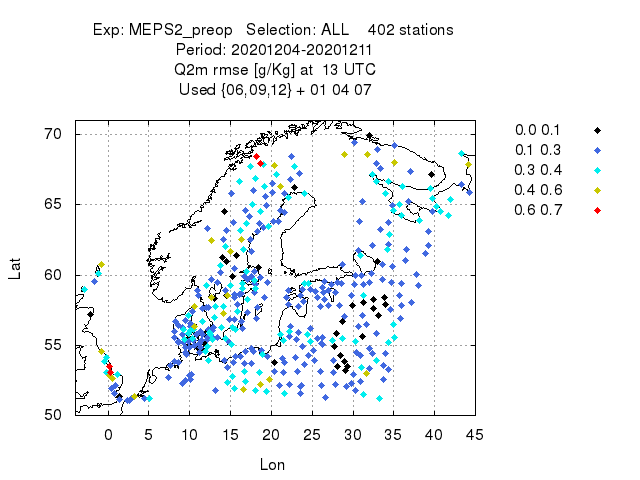 Exp: MEPS2_preop   Selection: ALL    402 stations
Period: 20201204-20201211
Q2m rmse [g/Kg] at  13 UTC
Used {06,09,12} + 01 04 07
0.0 0.1
0.1 0.3
0.3 0.4
0.4 0.6
0.6 0.7
70
65
60
55
50
Lat
0 5 10 15 20 25 30 35 40 45
Lon